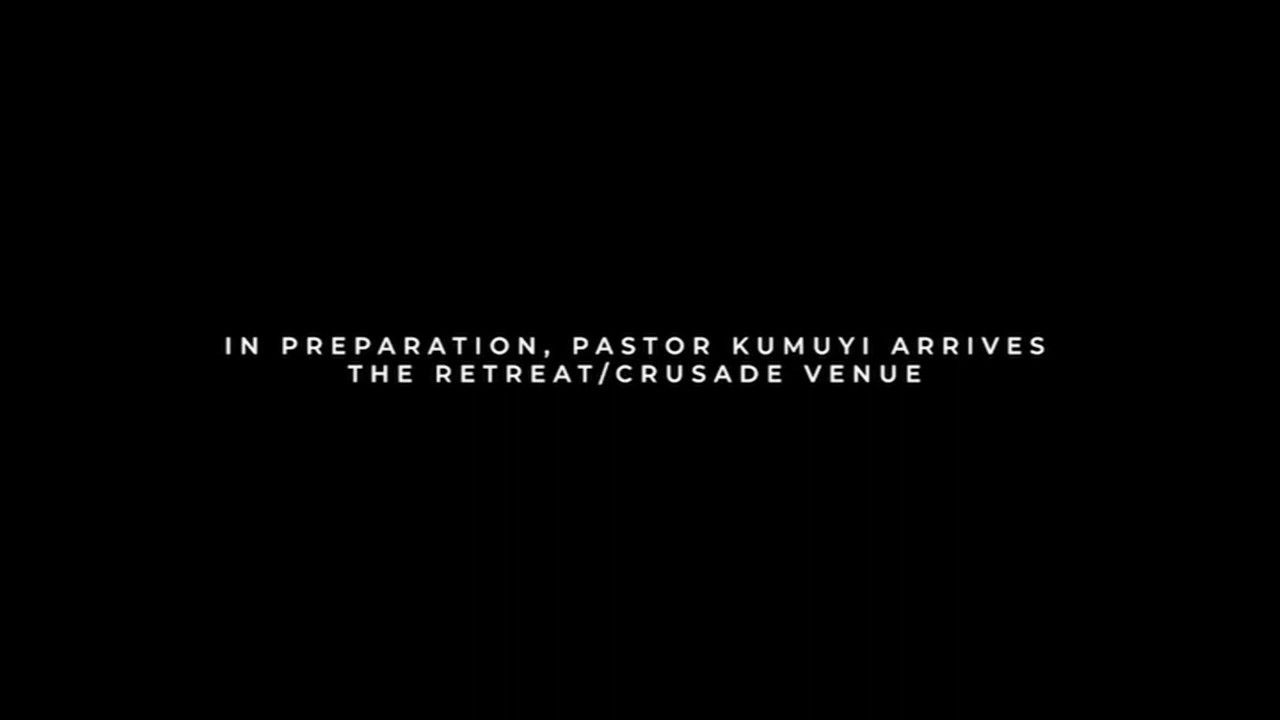 IN PREPARATION, PASTOR KUMUYI ARRIVES
THE RETREAT/CRUSADE VENUE